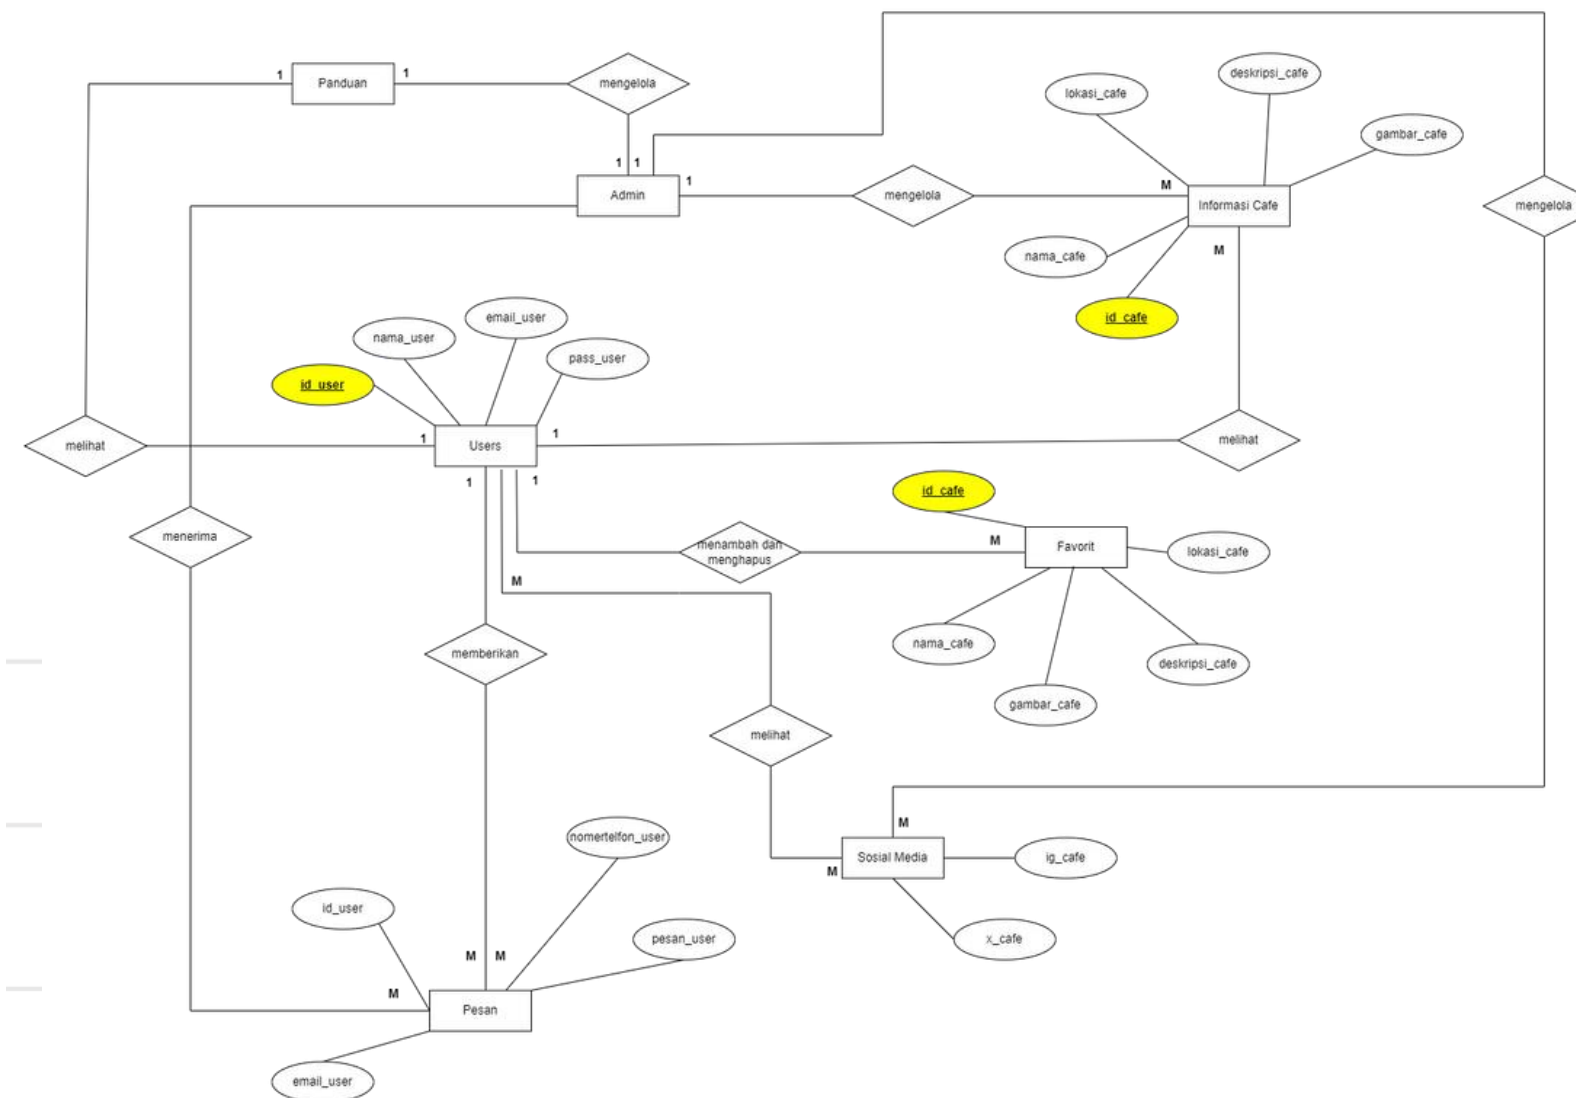 deskripsi_cafe
1
Panduan
1
mengelola
lokasi_cafe
gambar_cafe
1
1
1
M
Admin
mengelola
Informasi Cafe
mengelola
nama_cafe
M
email_user
id_cafe
nama_user
pass_user
id_user
melihat
1
Users
1
melihat
1
1
id_cafe
menerima
menambah dan
menghapus
M
Favorit
lokasi_cafe
M
memberikan
nama_cafe
deskripsi_cafe
gambar_cafe
melihat
nomertelfon_user
M
Sosial Media
ig_cafe
M
id_user
pesan_user
x_cafe
M
M
M
Pesan
email_user